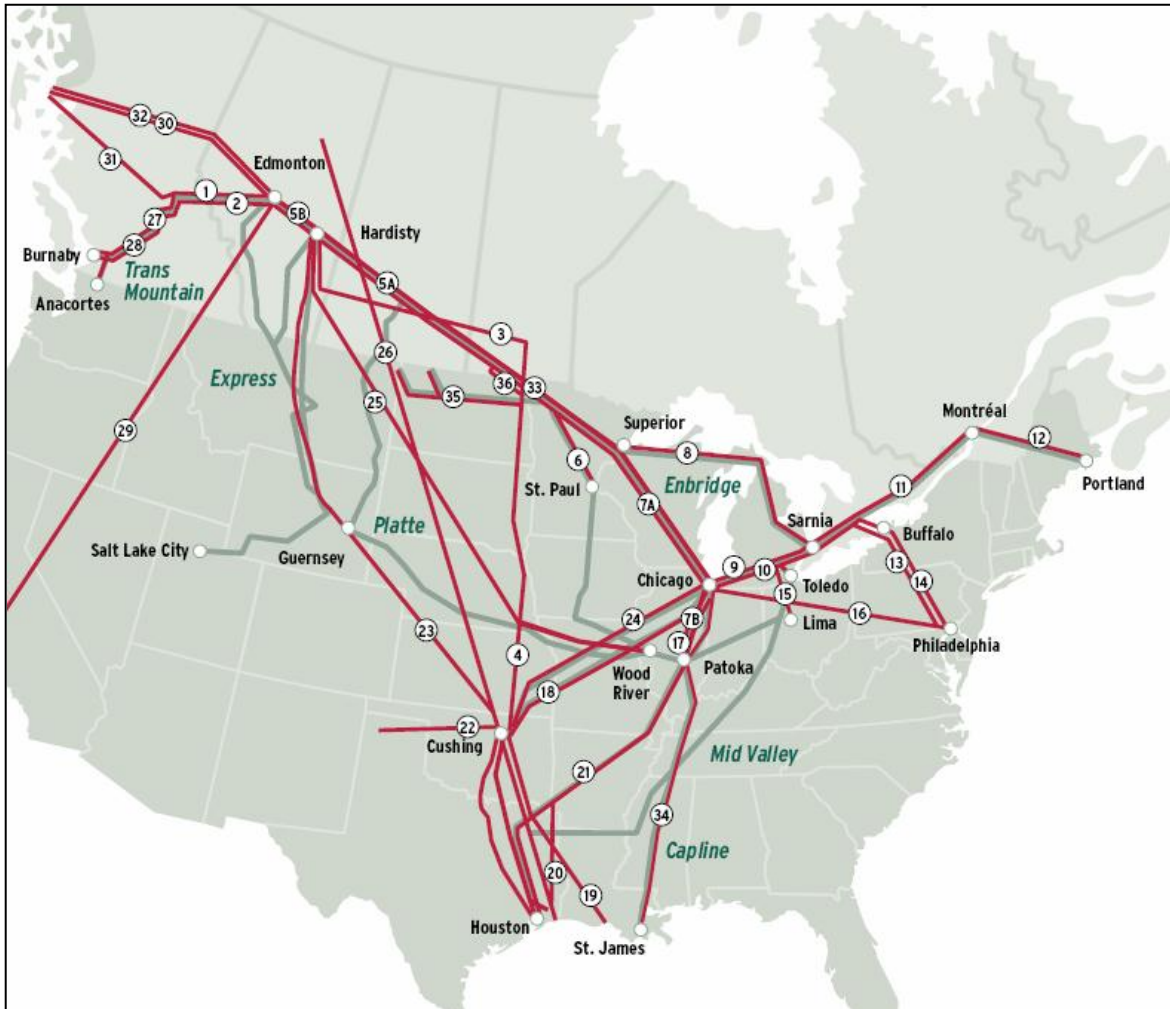 32
30
31
Edmonton
1
2
5B
27
Hardisty
28
Burnaby
Trans
Mountain
5A
Anacortes
3
26
Express
36
33
35
25
29
Superior
Montréal
12
6
8
St. Paul
Enbridge
11
Portland
7A
Sarnia
Platte
Buffalo
Salt Lake City
Guernsey
Chicago
9
10
Toledo
13
14
15
Lima
16
24
7B
23
17
Philadelphia
4
Wood
River
Patoka
18
22
Cushing
Mid Valley
21
34
Capline
20
19
Houston
St. James